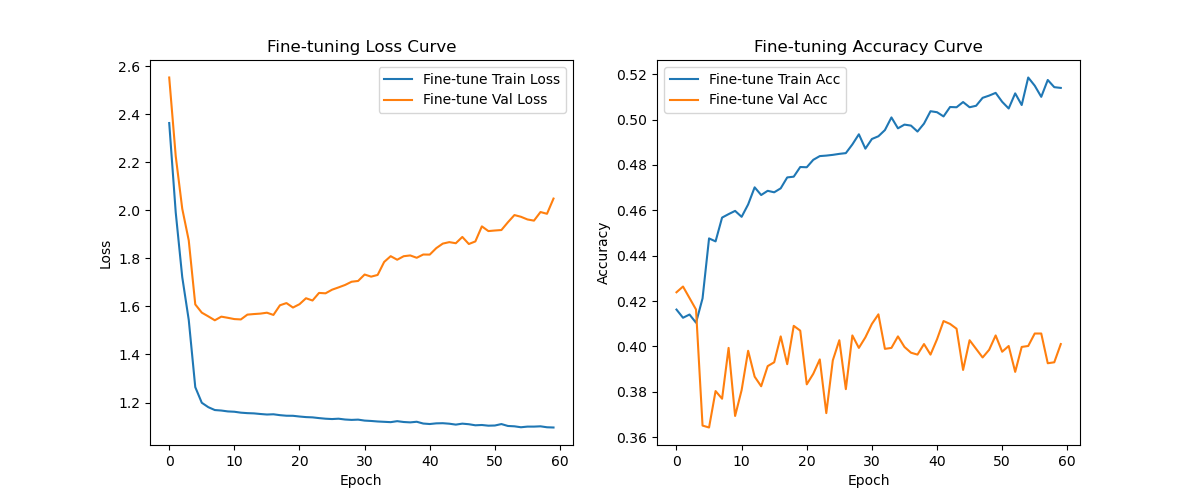 Fine-tuning Loss Curve
Fine-tune Train Loss
Fine-tune Val Loss
2.6
2.4
2.2
2.0
1.8
1.6
1.4
1.2
Loss
0 10 20 30 40 50 60
Epoch
Fine-tuning Accuracy Curve
Fine-tune Train Acc
Fine-tune Val Acc
0.52
0.50
0.48
0.46
0.44
0.42
0.40
0.38
0.36
Accuracy
0 10 20 30 40 50 60
Epoch